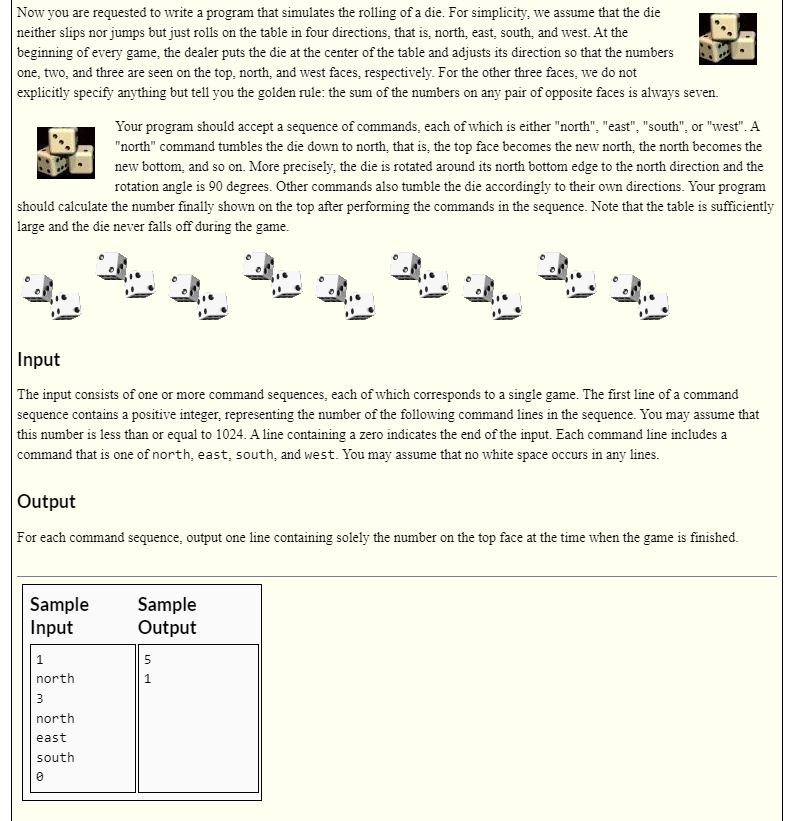 Now you are requested to write a program that simulates the rolling of a die. For simplicity, we assume that the die
neither slips nor jumps but just rolls on the table in four directions, that is, north, east, south, and west. At the
beginning of every game, the dealer puts the die at the center of the table and adjusts its direction so that the numbers
one, two, and three are seen on the top, north, and west faces, respectively. For the other three faces, we do not
explicitly specify anything but tell you the golden rule: the sum of the numbers on any pair of opposite faces is always seven.
Your program should accept a sequence of commands, each of which is either "north", "east", "south", or "west". A
"north" command tumbles the die down to north, that is, the top face becomes the new north, the north becomes the
new bottom, and so on. More precisely, the die is rotated around its north bottom edge to the north direction and the
rotation angle is 90 degrees. Other commands also tumble the die accordingly to their own directions. Your program
should calculate the number finally shown on the top after performing the commands in the sequence. Note that the table is sufficiently
large and the die never falls off during the game.
Input
The input consists of one or more command sequences, each of which corresponds to a single game. The first line of a command
sequence contains a positive integer, representing the number of the following command lines in the sequence. You may assume that
this number is less than or equal to 1024. A line containing a zero indicates the end of the input. Each command line includes a
command that is one of north, east, south, and west. You may assume that no white space occurs in any lines.
Output
For each command sequence, output one line containing solely the number on the top face at the time when the game is finished.
Sample
Input
1
north
3
north
east
south
0
Sample
Output
5
1